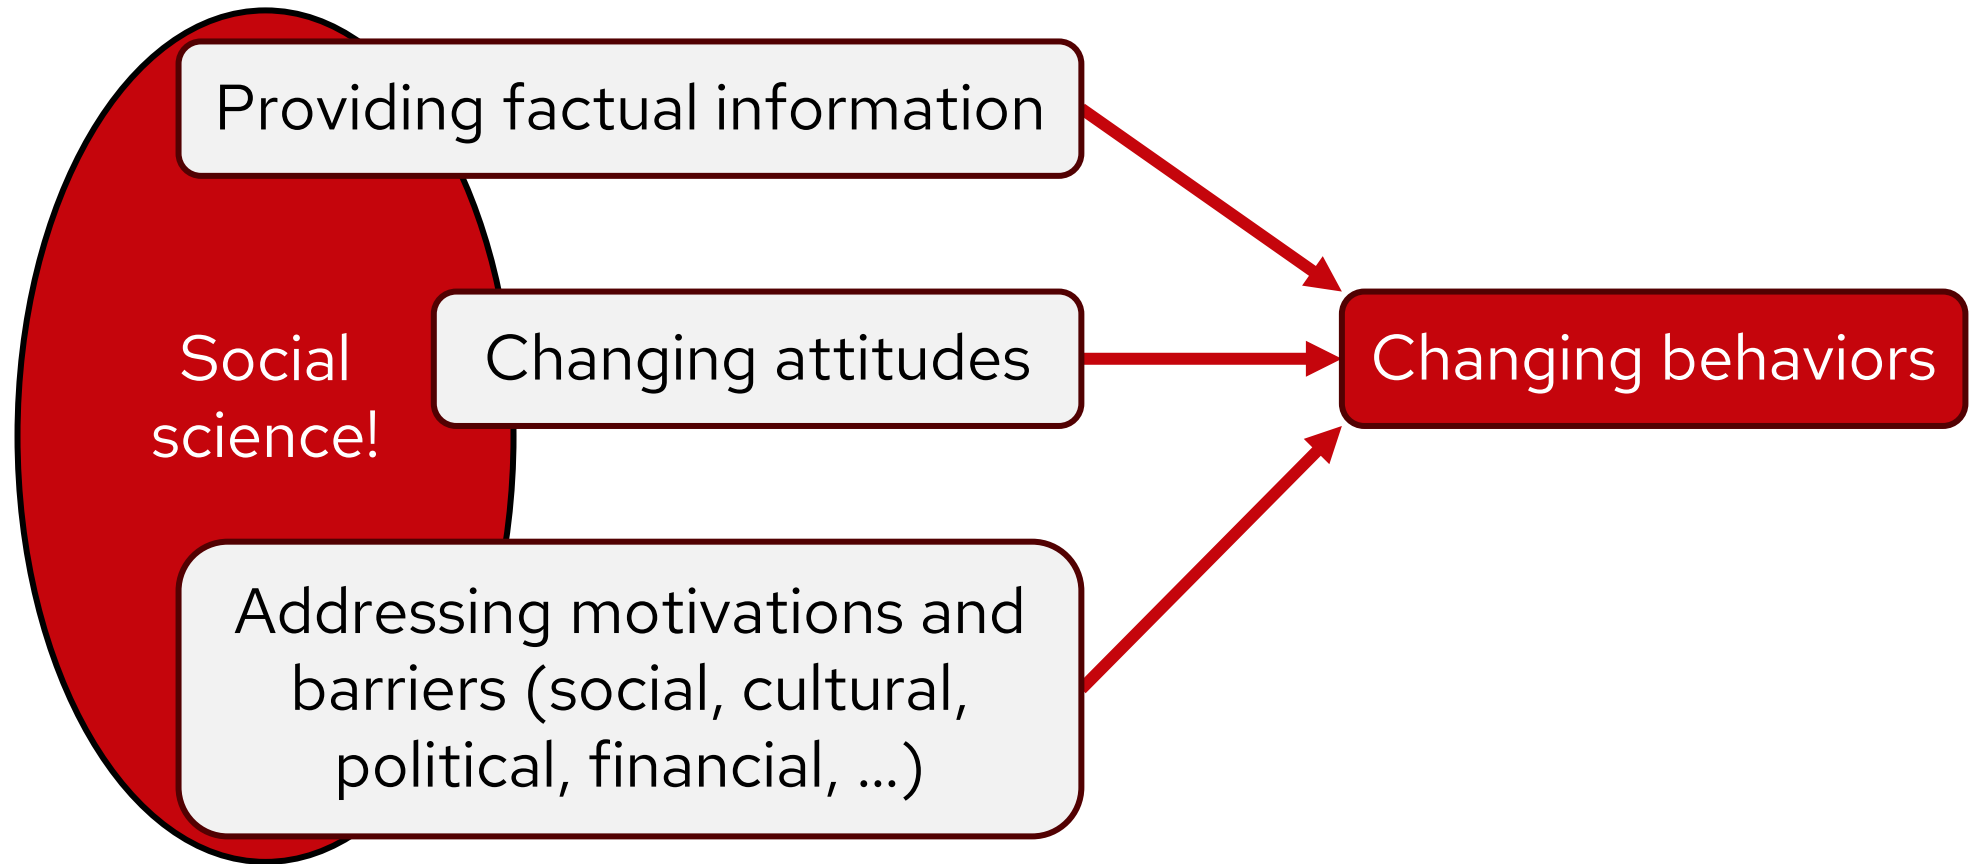 Providing factual information
Social
science!
Changing attitudes
Changing behaviors
Addressing motivations and
barriers (social, cultural,
political, financial, ...)